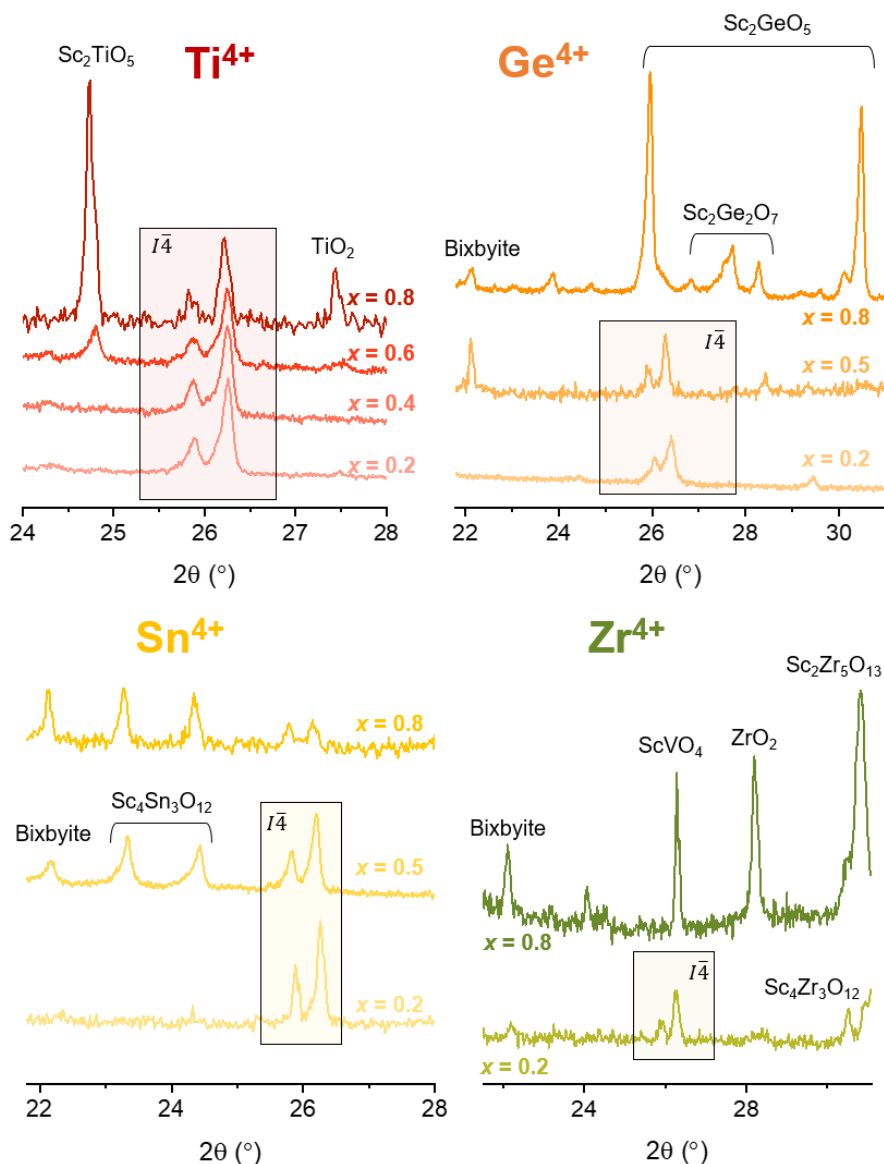 Ti⁴⁺
Sc₂TiO₅
I4̅
TiO₂
x = 0.8
x = 0.6
x = 0.4
x = 0.2
24 25 26 27 28
2θ (°)
Ge⁴⁺
Sc₂GeO₅
Sc₂Ge₂O₇
Bixbyite
x = 0.8
I4̅
x = 0.5
x = 0.2
22 24 26 28 30
2θ (°)
Sn⁴⁺
x = 0.8
Sc₄Sn₃O₁₂
Bixbyite
I4̅
x = 0.5
x = 0.2
22 24 26 28
2θ (°)
Zr⁴⁺
Sc₂Zr₅O₁₃
ScVO₄
ZrO₂
Bixbyite
x = 0.8
I4̅
Sc₄Zr₃O₁₂
x = 0.2
24 28
2θ (°)